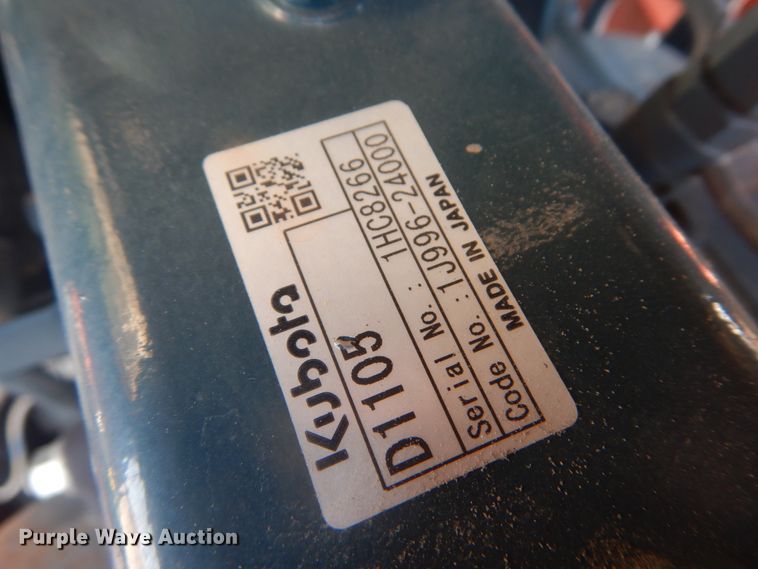 Kubota
D1105
Serial No. : 1HC8266
Code No. : 1J996-24000
MADE IN JAPAN
Purple Wave Auction